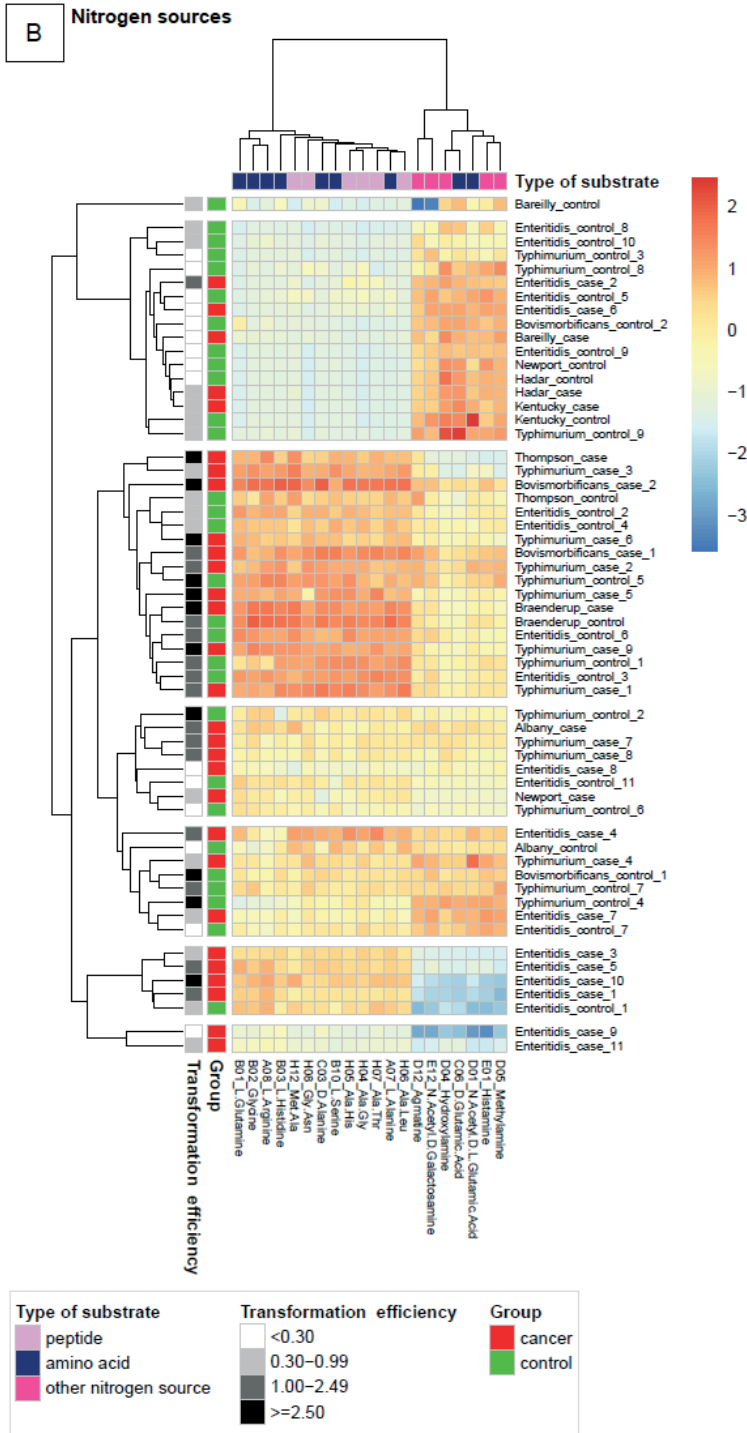 B
Nitrogen sources
Type of substrate
2
1
0
−1
−2
−3
Bareilly_control
Enteritidis_control_8
Enteritidis_control_10
Typhimurium_control_3
Typhimurium_control_8
Enteritidis_case_2
Enteritidis_control_5
Enteritidis_case_6
Bovismorbificans_control_2
Bareilly_case
Enteritidis_control_9
Newport_control
Hadar_control
Hadar_case
Kentucky_case
Kentucky_control
Typhimurium_control_9
Thompson_case
Typhimurium_case_3
Bovismorbificans_case_2
Thompson_control
Enteritidis_control_2
Enteritidis_control_4
Typhimurium_case_6
Bovismorbificans_case_1
Typhimurium_case_2
Typhimurium_control_5
Typhimurium_case_5
Braenderup_case
Braenderup_control
Enteritidis_control_6
Typhimurium_case_9
Typhimurium_control_1
Enteritidis_control_3
Typhimurium_case_1
Typhimurium_control_2
Albany_case
Typhimurium_case_7
Typhimurium_case_8
Enteritidis_case_8
Enteritidis_control_11
Newport_case
Typhimurium_control_6
Enteritidis_case_4
Albany_control
Typhimurium_case_4
Bovismorbificans_control_1
Typhimurium_control_7
Typhimurium_control_4
Enteritidis_case_7
Enteritidis_control_7
Enteritidis_case_3
Enteritidis_case_5
Enteritidis_case_10
Enteritidis_case_1
Enteritidis_control_1
Enteritidis_case_9
Enteritidis_case_11
Transformation efficiency
Group
B01_L.Glutamine
B02_Glycine
A08_L.Arginine
B03_L.Histidine
H12_Met.Ala
H08_Gly.Asn
C03_D.Alanine
B10_L.Serine
H05_Ala.His
H04_Ala.Gly
H07_Ala.Thr
A07_L.Alanine
H06_Ala.Leu
D12_Agmatine
E12_N.Acetyl.D.Galactosamine
D04_Hydroxylamine
C06_D.Glutamic.Acid
D01_N.Acetyl.D.L.Glutamic.Acid
E01_Histamine
D05_Methylamine
Type of substrate
peptide
amino acid
other nitrogen source
Transformation efficiency
<0.30
0.30−0.99
1.00−2.49
>=2.50
Group
cancer
control